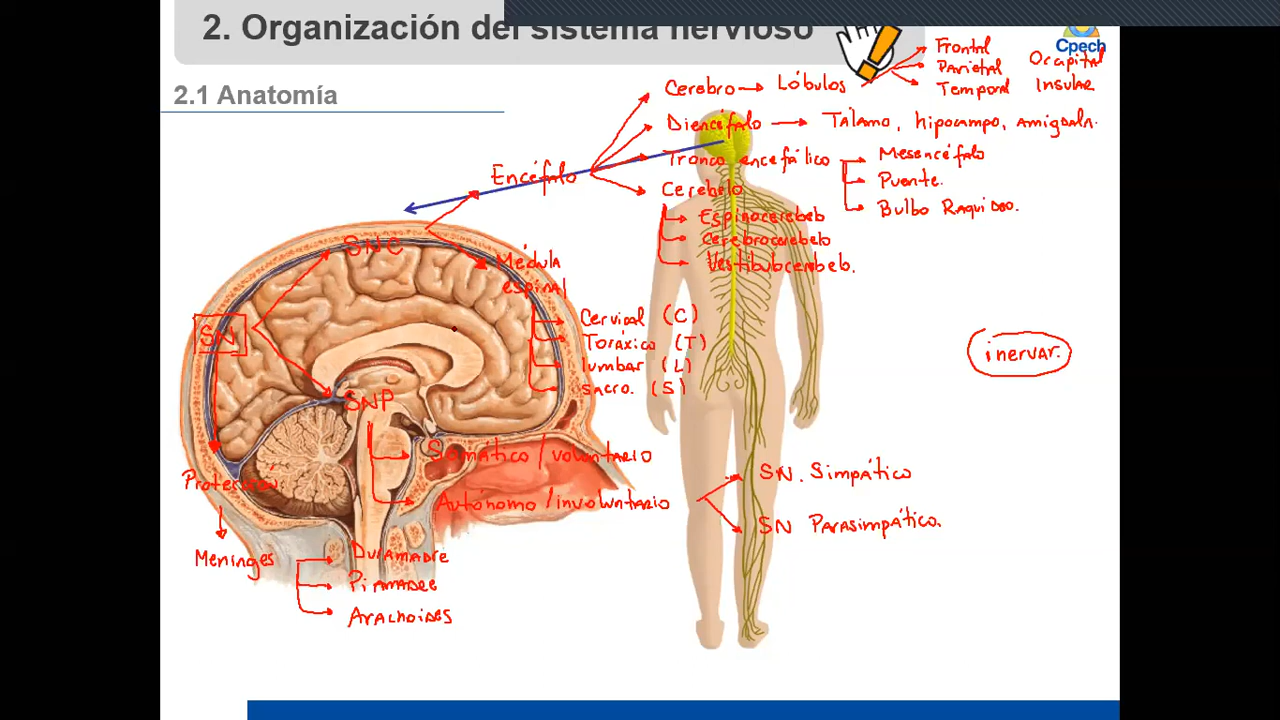 2. Organización del sistema nervioso
Cpech
2.1 Anatomía
Frontal
Parietal
Temporal
Occipital
Insular
Cerebro → Lóbulos
Diencéfalo → Tálamo, hipocampo, amigdala.
Encéfalo
Tronco encefálico
Mesencéfalo
Puente.
Bulbo Raquideo.
Cerebelo
Espinocerebelo
Cerebrocerebelo
Vestibulocerebelo.
SNC
Médula
espinal
Cervical (C)
Toráxico (T)
lumbar (L)
sacro. (S)
inervar.
SN
SNP
Somático / voluntario
Autónomo / involuntario
SN. Simpático
SN Parasimpático.
Protección:
Meninges
Duramadre
Piamadre
Aracnoides